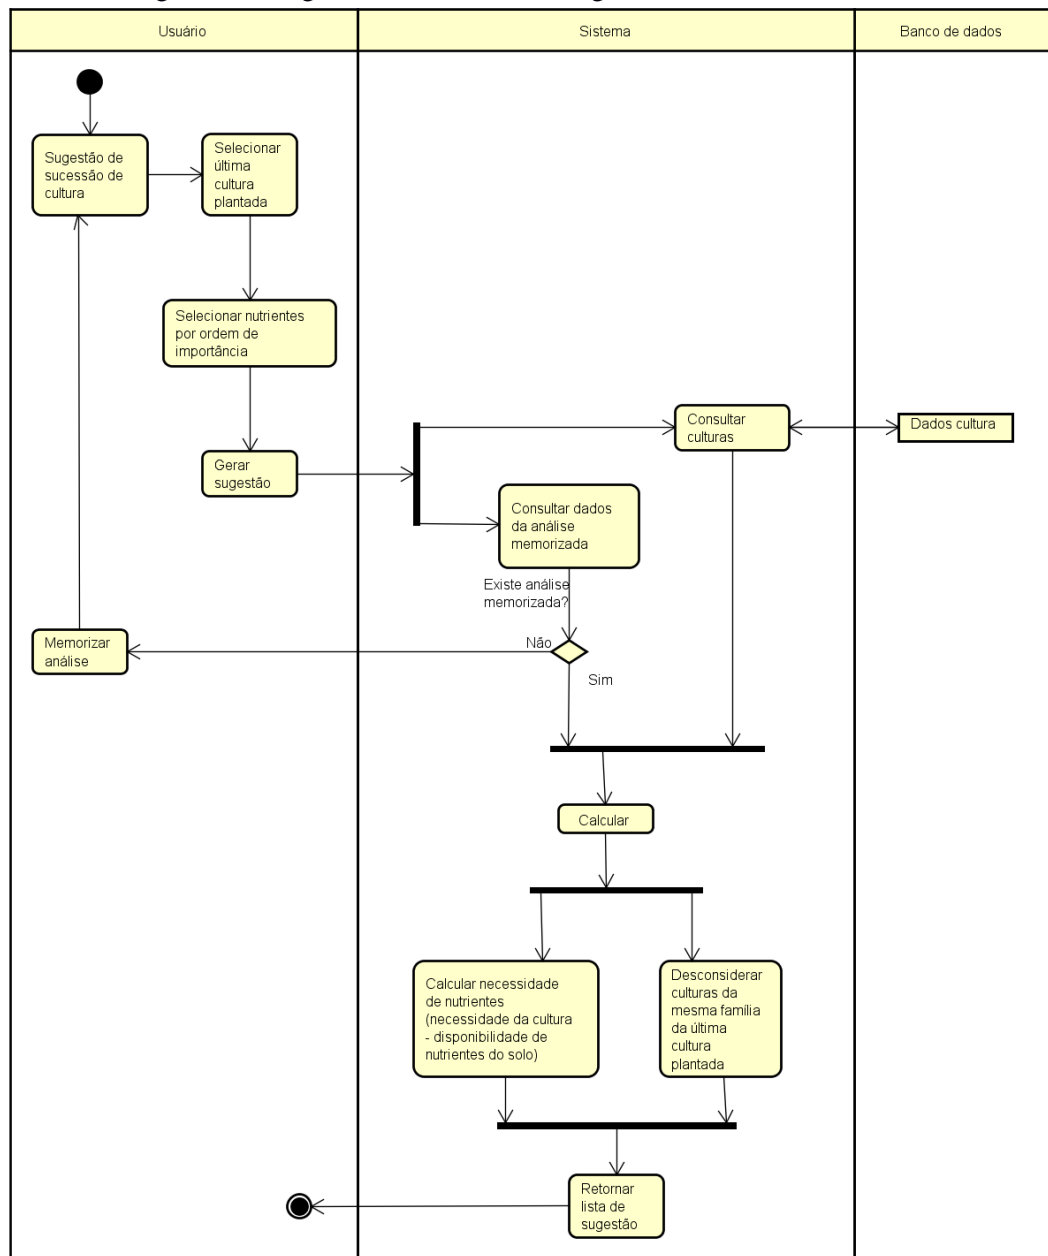 Usuário
Sistema
Banco de dados
Sugestão de
sucessão de
cultura
Selecionar
última
cultura
plantada
Selecionar nutrientes
por ordem de
importância
Gerar
sugestão
Consultar
culturas
Dados cultura
Consultar dados
da análise
memorizada
Existe análise
memorizada?
Não
Sim
Memorizar
análise
Calcular
Calcular necessidade
de nutrientes
(necessidade da cultura
- disponibilidade de
nutrientes do solo)
Desconsiderar
culturas da
mesma família
da última
cultura
plantada
Retornar
lista de
sugestão